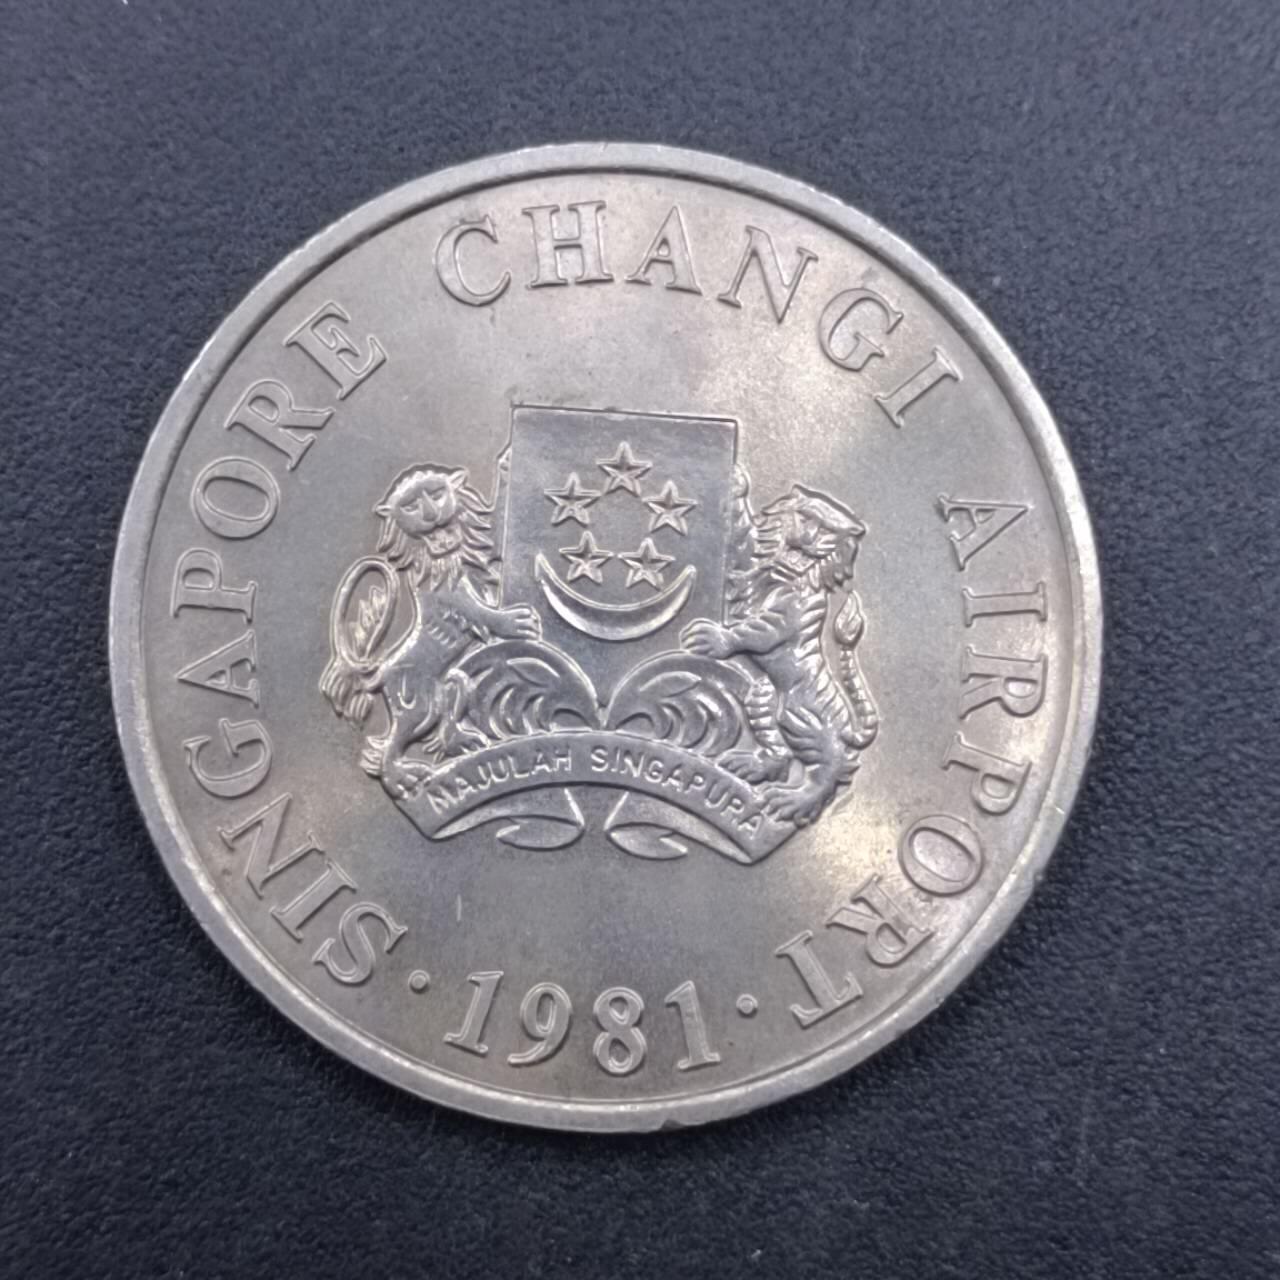 SINGAPORE CHANGI AIRPORT
MAJULAH SINGAPURA
· 1981 ·